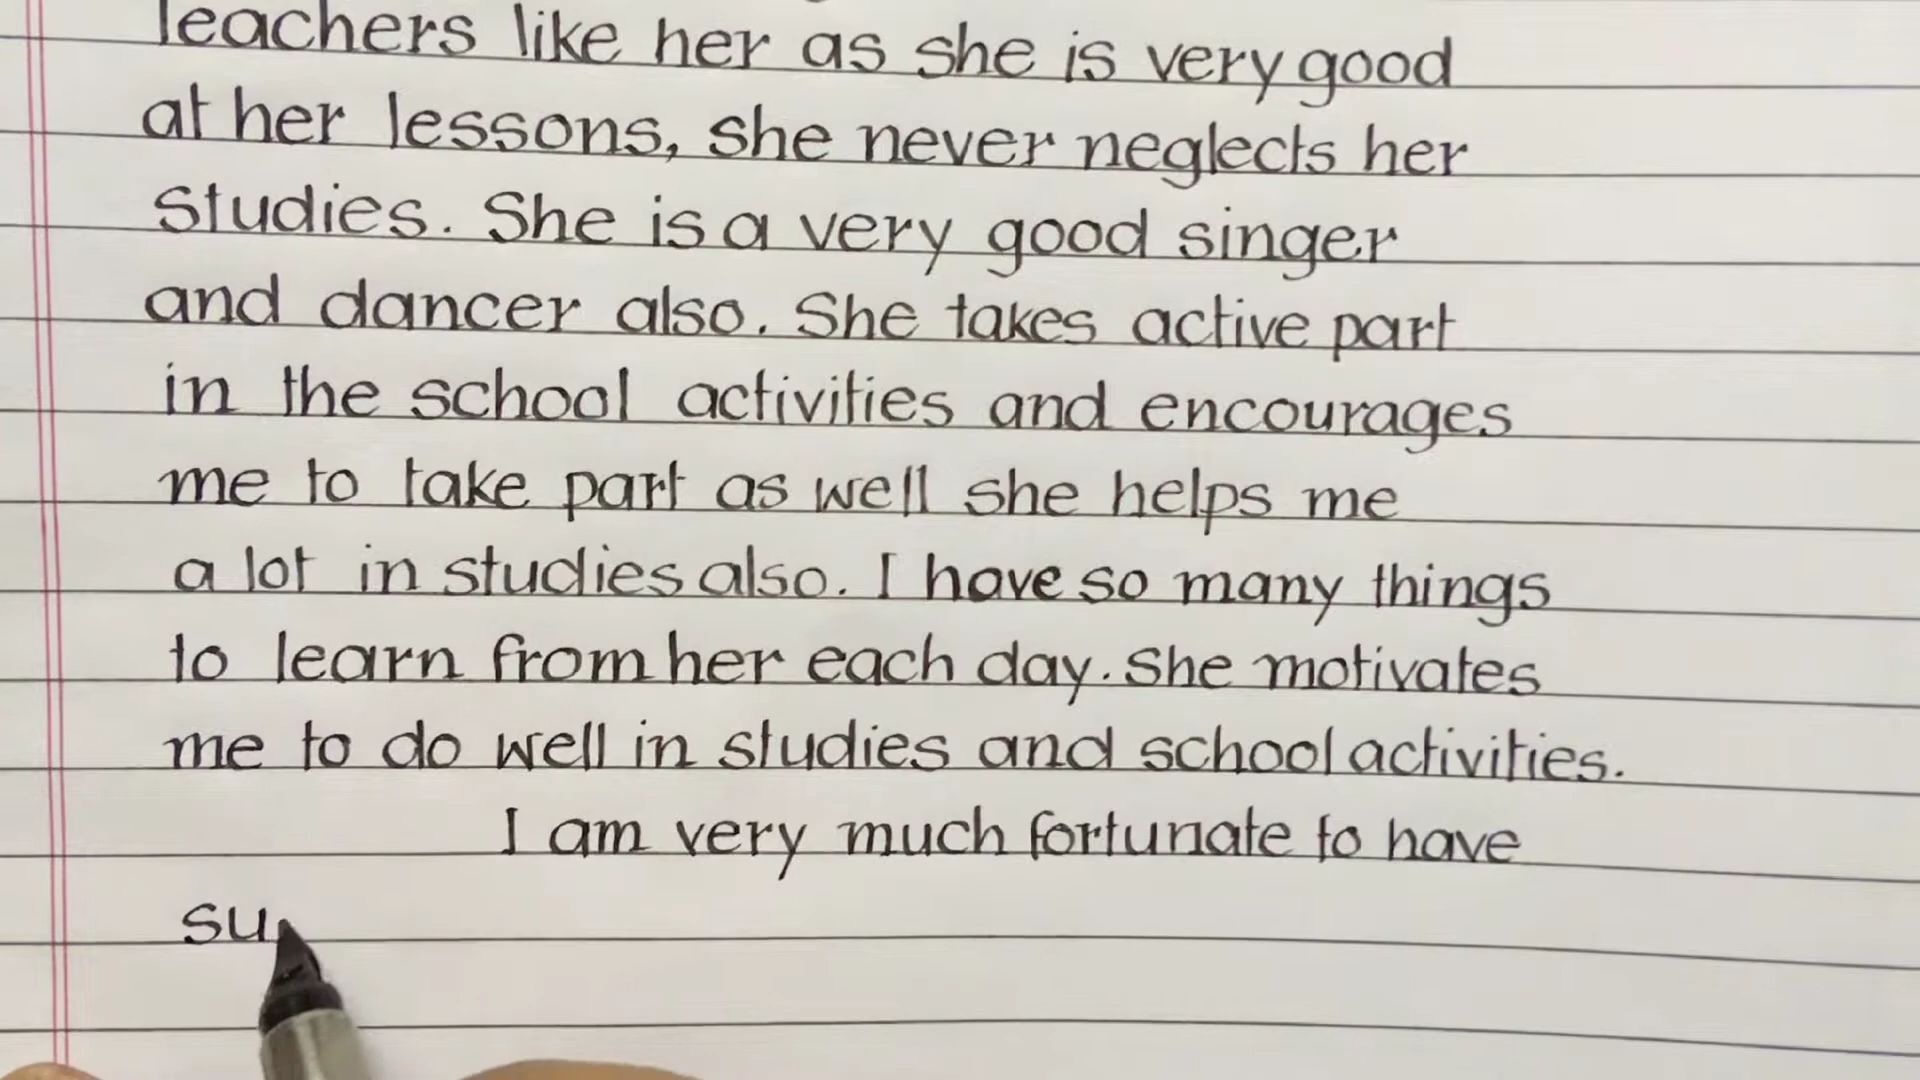 teachers like her as she is very good
at her lessons, she never neglects her
studies. She is a very good singer
and dancer also. She takes active part
in the school activities and encourages
me to take part as well she helps me
a lot in studies also. I have so many things
to learn from her each day. She motivates
me to do well in studies and school activities.
I am very much fortunate to have
su